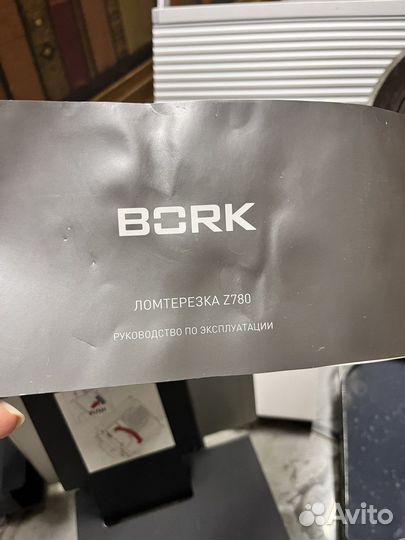 BORK
ЛОМТЕРЕЗКА Z780
РУКОВОДСТВО ПО ЭКСПЛУАТАЦИИ
Avito